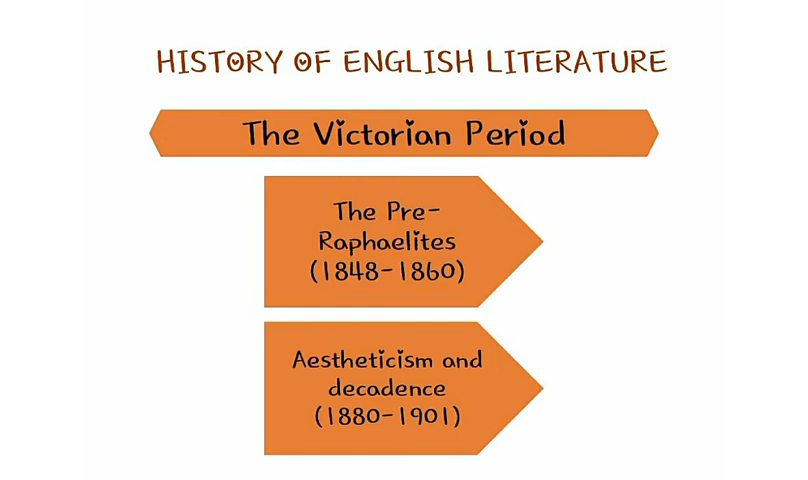 HISTORY OF ENGLISH LITERATURE
The Victorian Period
The Pre-
Raphaelites
(1848-1860)
Aestheticism and
decadence
(1880-1901)